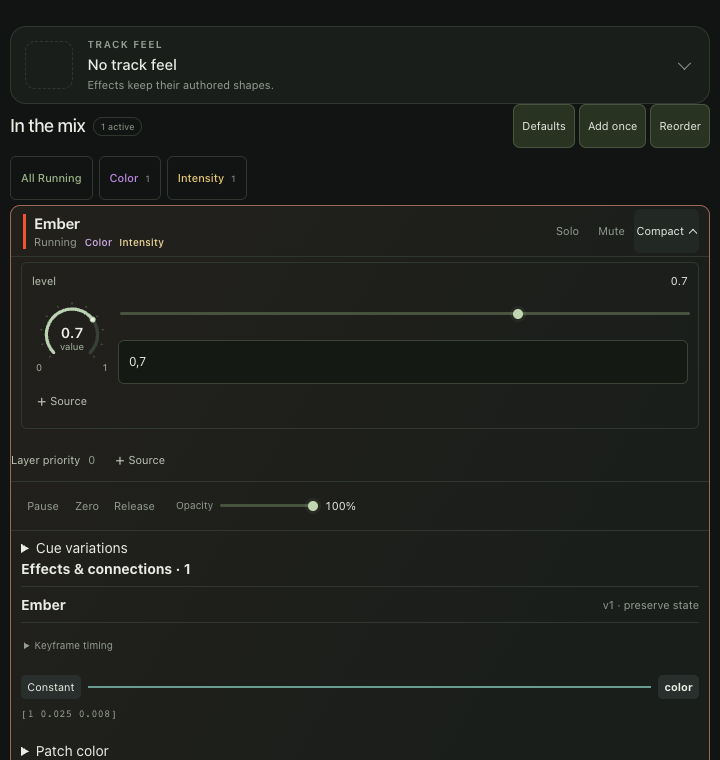 TRACK FEEL
No track feel
Effects keep their authored shapes.
In the mix 1 active
Defaults Add once Reorder
All Running Color 1 Intensity 1
Ember
Running Color Intensity
Solo Mute Compact
level 0.7
0.7
value
0 1
0,7
+ Source
Layer priority 0 + Source
Pause Zero Release Opacity 100%
Cue variations
Effects & connections · 1
Ember v1 · preserve state
Keyframe timing
Constant color
[1 0.025 0.008]
Patch color